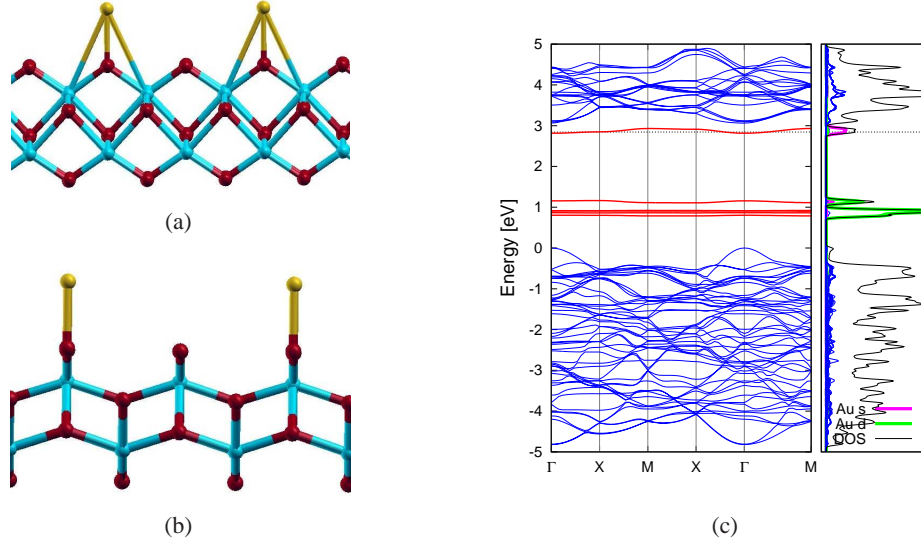 (a)
(b)
Energy [eV]
5
4
3
2
1
0
-1
-2
-3
-4
-5
Γ X M X Γ M
Au s
Au d
DOS
(c)